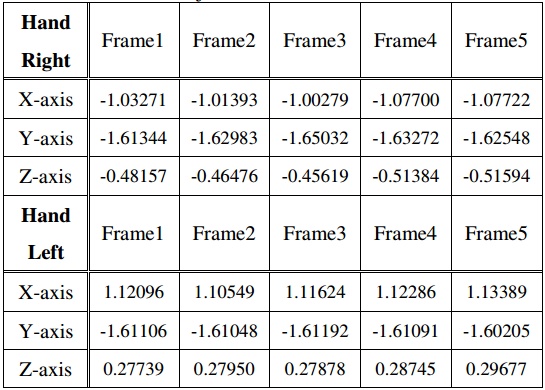 Hand Right Frame1 Frame2 Frame3 Frame4 Frame5
X-axis -1.03271 -1.01393 -1.00279 -1.07700 -1.07722
Y-axis -1.61344 -1.62983 -1.65032 -1.63272 -1.62548
Z-axis -0.48157 -0.46476 -0.45619 -0.51384 -0.51594
Hand Left Frame1 Frame2 Frame3 Frame4 Frame5
X-axis 1.12096 1.10549 1.11624 1.12286 1.13389
Y-axis -1.61106 -1.61048 -1.61192 -1.61091 -1.60205
Z-axis 0.27739 0.27950 0.27878 0.28745 0.29677